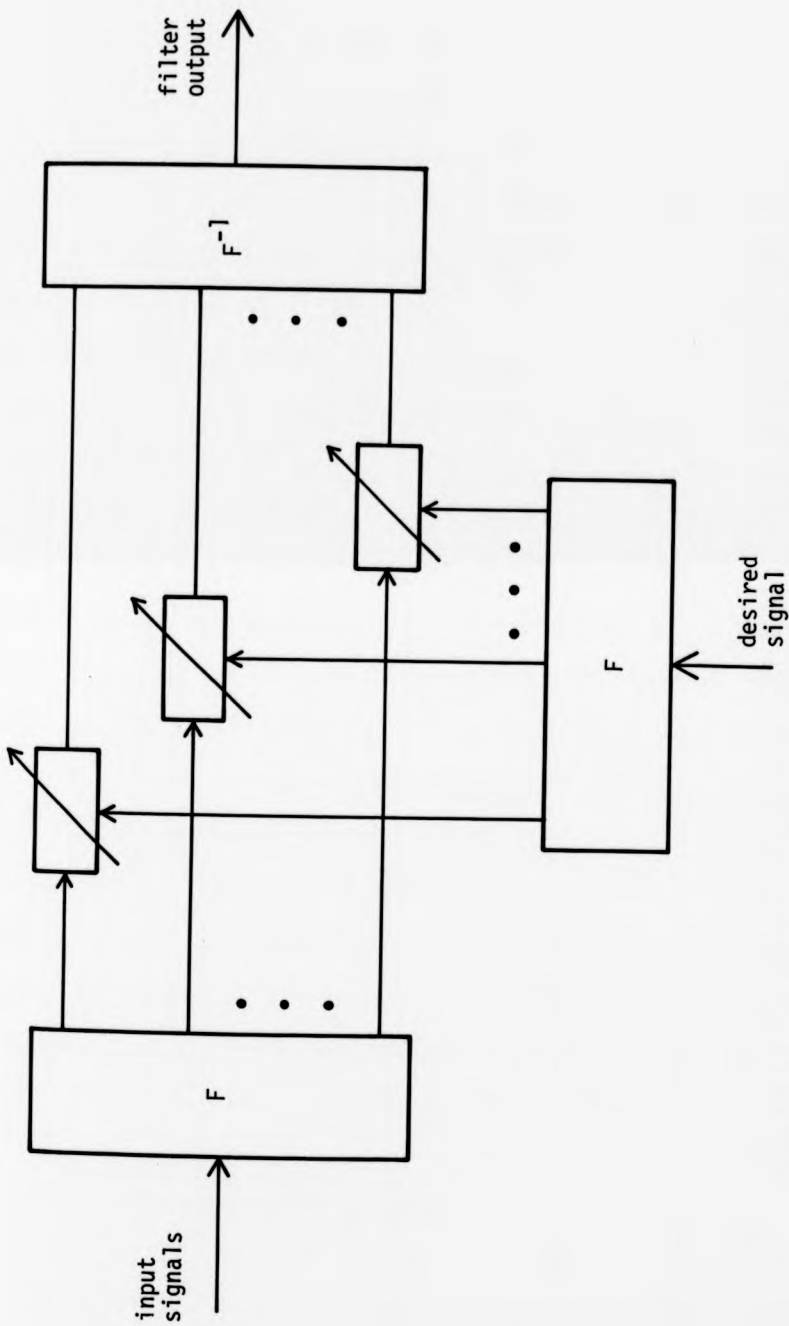 input
signals
F
F
desired
signal
F⁻¹
filter
output